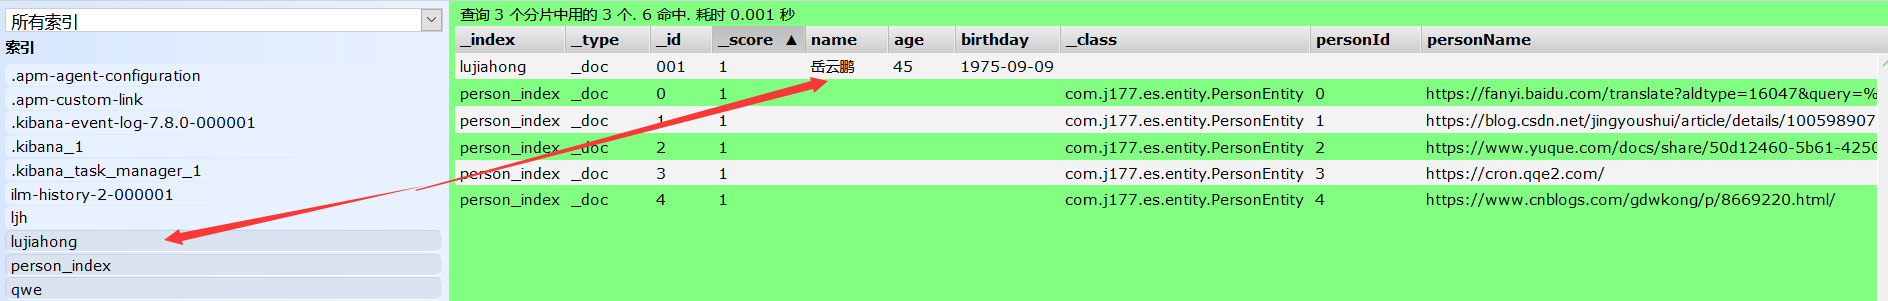 所有索引
索引
.apm-agent-configuration
.apm-custom-link
.kibana-event-log-7.8.0-000001
.kibana_1
.kibana_task_manager_1
ilm-history-2-000001
ljh
lujiahong
person_index
qwe
查询 3 个分片中用的 3 个. 6 命中. 耗时 0.001 秒
_index _type _id _score ▲ name age birthday _class personId personName
lujiahong _doc 001 1 岳云鹏 45 1975-09-09
person_index _doc 0 1 com.j177.es.entity.PersonEntity 0 https://fanyi.baidu.com/translate?aldtype=16047&query=%
person_index _doc 1 1 com.j177.es.entity.PersonEntity 1 https://blog.csdn.net/jingyoushui/article/details/100598907
person_index _doc 2 1 com.j177.es.entity.PersonEntity 2 https://www.yuque.com/docs/share/50d12460-5b61-4250
person_index _doc 3 1 com.j177.es.entity.PersonEntity 3 https://cron.qqe2.com/
person_index _doc 4 1 com.j177.es.entity.PersonEntity 4 https://www.cnblogs.com/gdwkong/p/8669220.html/